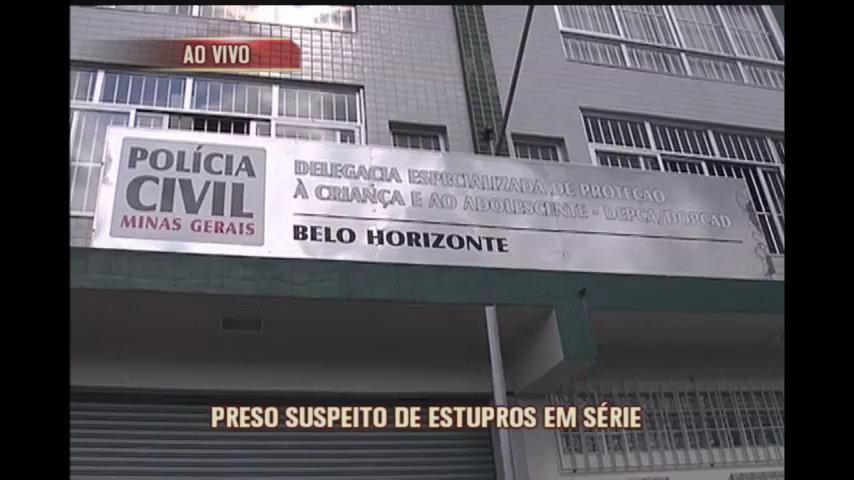 AO VIVO
POLÍCIA
CIVIL
MINAS GERAIS
DELEGACIA ESPECIALIZADA DE PROTEÇÃO
À CRIANÇA E AO ADOLESCENTE - DEPCA/DOPCAD
BELO HORIZONTE
PRESO SUSPEITO DE ESTUPROS EM SÉRIE